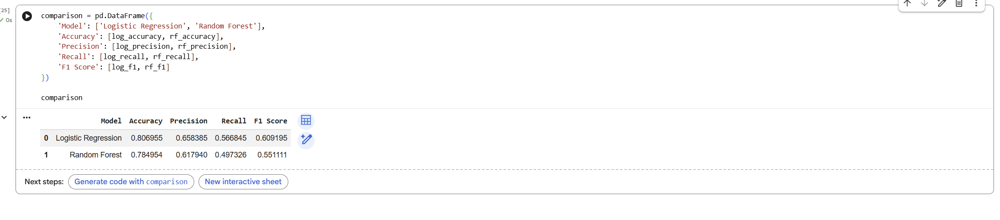 [25]
0s
comparison = pd.DataFrame({
    'Model': ['Logistic Regression', 'Random Forest'],
    'Accuracy': [log_accuracy, rf_accuracy],
    'Precision': [log_precision, rf_precision],
    'Recall': [log_recall, rf_recall],
    'F1 Score': [log_f1, rf_f1]
})
comparison
Model Accuracy Precision Recall F1 Score
0 Logistic Regression 0.806955 0.658385 0.566845 0.609195
1 Random Forest 0.784954 0.617940 0.497326 0.551111
Next steps: Generate code with comparison New interactive sheet